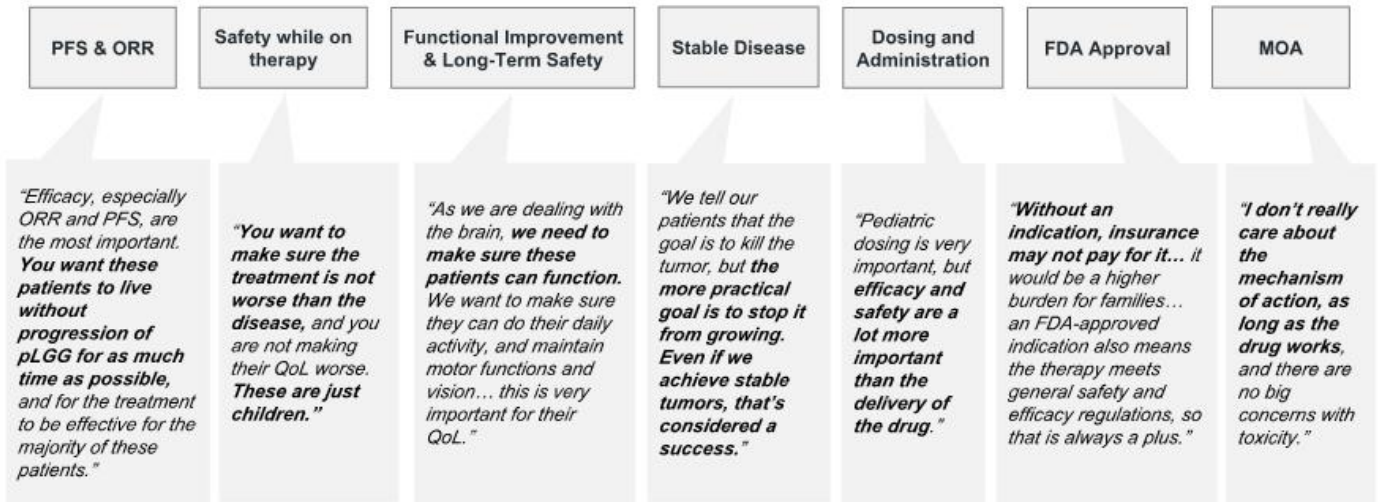 PFS & ORR
Safety while on
therapy
Functional Improvement
& Long-Term Safety
Stable Disease
Dosing and
Administration
FDA Approval
MOA
“Efficacy, especially
ORR and PFS, are
the most important.
You want these
patients to live
without
progression of
pLGG for as much
time as possible,
and for the treatment
to be effective for the
majority of these
patients.”
“You want to
make sure the
treatment is not
worse than the
disease, and you
are not making
their QoL worse.
These are just
children.”
“As we are dealing with
the brain, we need to
make sure these
patients can function.
We want to make sure
they can do their daily
activity, and maintain
motor functions and
vision… this is very
important for their
QoL.”
“We tell our
patients that the
goal is to kill the
tumor, but the
more practical
goal is to stop it
from growing.
Even if we
achieve stable
tumors, that’s
considered a
success.”
“Pediatric
dosing is very
important, but
efficacy and
safety are a
lot more
important
than the
delivery of
the drug.”
“Without an
indication, insurance
may not pay for it… it
would be a higher
burden for families…
an FDA-approved
indication also means
the therapy meets
general safety and
efficacy regulations, so
that is always a plus.”
“I don’t really
care about
the
mechanism
of action, as
long as the
drug works,
and there are
no big
concerns with
toxicity.”